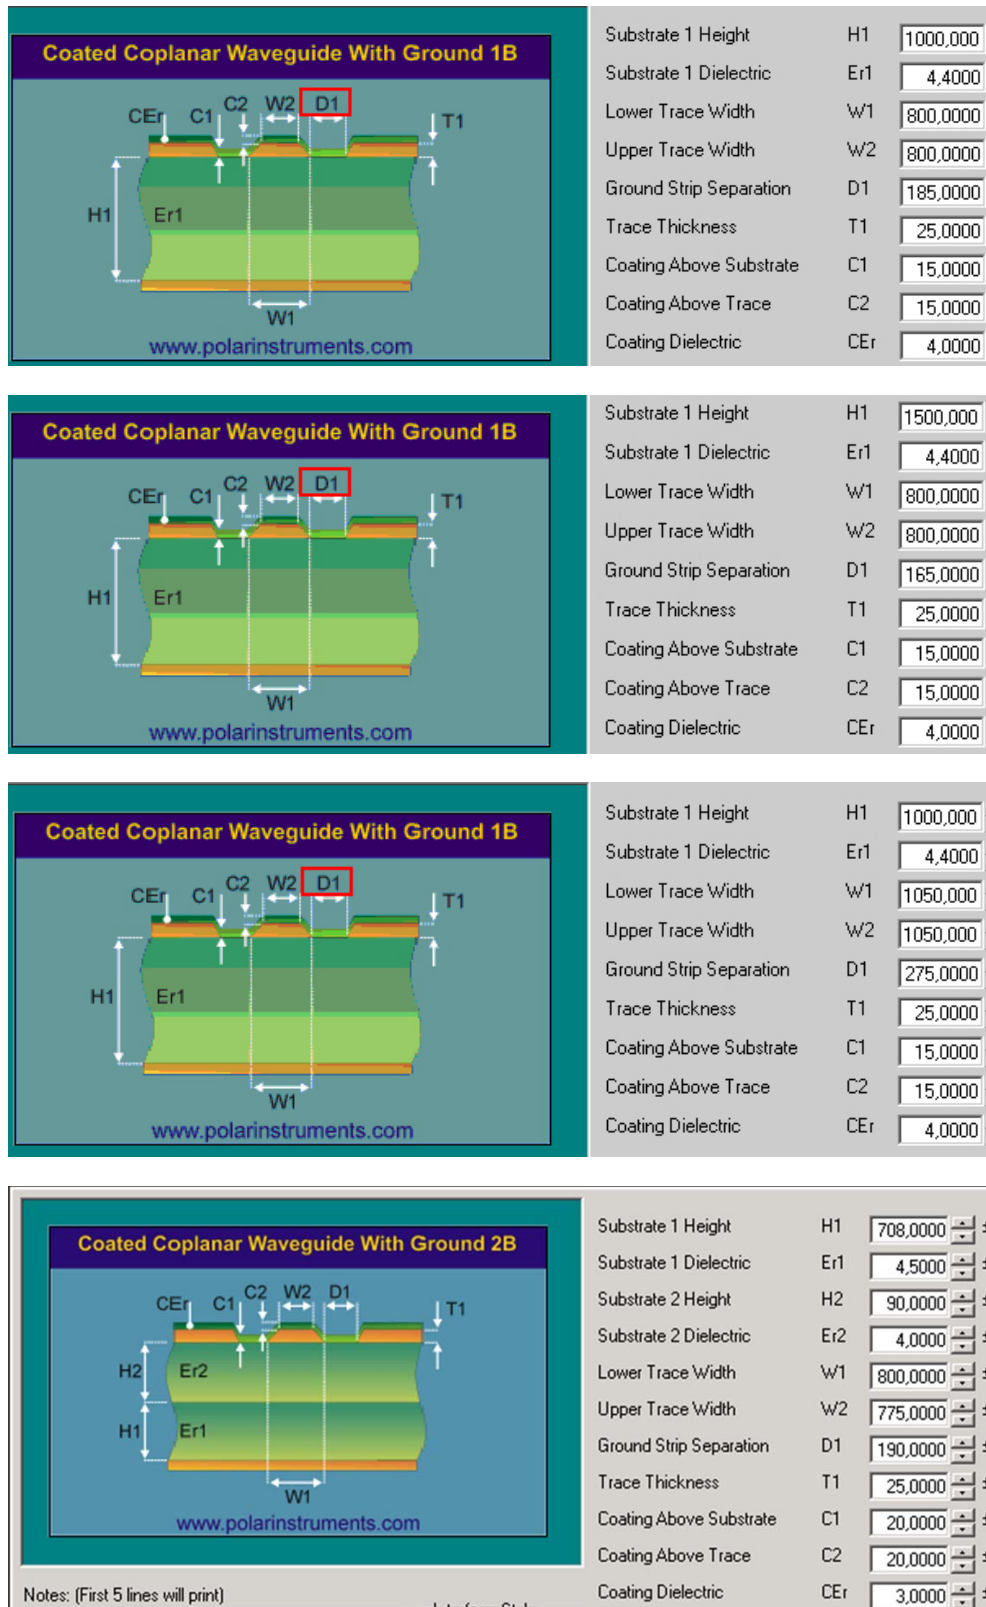 Coated Coplanar Waveguide With Ground 1B
CEr C1 C2 W2 D1 T1
H1 Er1
W1
www.polarinstruments.com
Substrate 1 Height H1 1000,000
Substrate 1 Dielectric Er1 4,4000
Lower Trace Width W1 800,0000
Upper Trace Width W2 800,0000
Ground Strip Separation D1 185,0000
Trace Thickness T1 25,0000
Coating Above Substrate C1 15,0000
Coating Above Trace C2 15,0000
Coating Dielectric CEr 4,0000
Coated Coplanar Waveguide With Ground 1B
CEr C1 C2 W2 D1 T1
H1 Er1
W1
www.polarinstruments.com
Substrate 1 Height H1 1500,000
Substrate 1 Dielectric Er1 4,4000
Lower Trace Width W1 800,0000
Upper Trace Width W2 800,0000
Ground Strip Separation D1 165,0000
Trace Thickness T1 25,0000
Coating Above Substrate C1 15,0000
Coating Above Trace C2 15,0000
Coating Dielectric CEr 4,0000
Coated Coplanar Waveguide With Ground 1B
CEr C1 C2 W2 D1 T1
H1 Er1
W1
www.polarinstruments.com
Substrate 1 Height H1 1000,000
Substrate 1 Dielectric Er1 4,4000
Lower Trace Width W1 1050,000
Upper Trace Width W2 1050,000
Ground Strip Separation D1 275,0000
Trace Thickness T1 25,0000
Coating Above Substrate C1 15,0000
Coating Above Trace C2 15,0000
Coating Dielectric CEr 4,0000
Coated Coplanar Waveguide With Ground 2B
CEr C1 C2 W2 D1 T1
H2 Er2
H1 Er1
W1
www.polarinstruments.com
Notes: (First 5 lines will print)
Substrate 1 Height H1 708,0000
Substrate 1 Dielectric Er1 4,5000
Substrate 2 Height H2 90,0000
Substrate 2 Dielectric Er2 4,0000
Lower Trace Width W1 800,0000
Upper Trace Width W2 775,0000
Ground Strip Separation D1 190,0000
Trace Thickness T1 25,0000
Coating Above Substrate C1 20,0000
Coating Above Trace C2 20,0000
Coating Dielectric CEr 3,0000